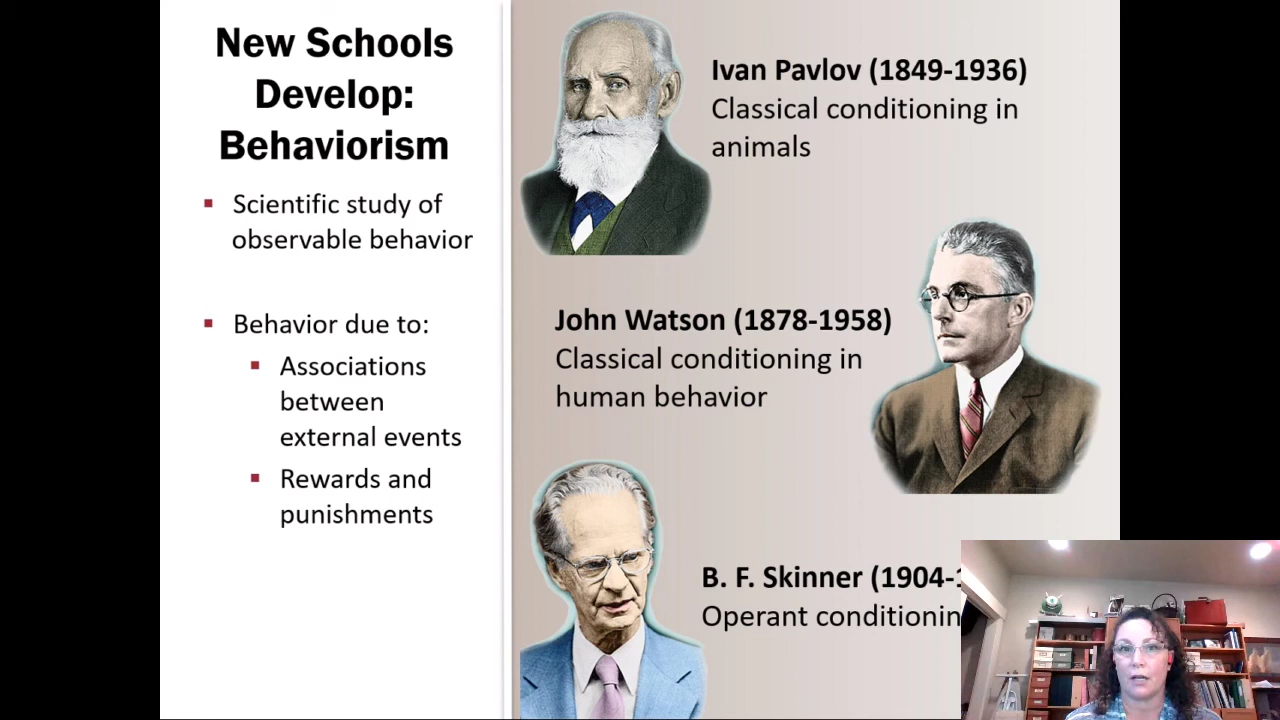 New Schools
Develop:
Behaviorism
Scientific study of
observable behavior
Behavior due to:
Associations
between
external events
Rewards and
punishments
Ivan Pavlov (1849-1936)
Classical conditioning in
animals
John Watson (1878-1958)
Classical conditioning in
human behavior
B. F. Skinner (1904-
Operant